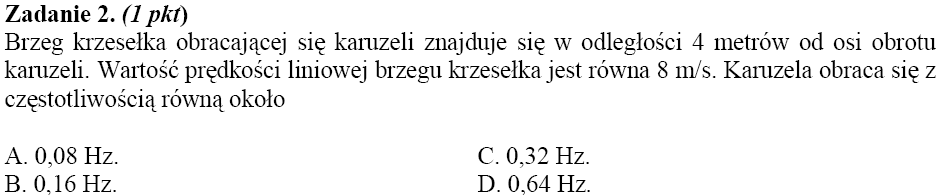 Zadanie 2. (1 pkt)
Brzeg krzesełka obracającej się karuzeli znajduje się w odległości 4 metrów od osi obrotu
karuzeli. Wartość prędkości liniowej brzegu krzesełka jest równa 8 m/s. Karuzela obraca się z
częstotliwością równą około
A. 0,08 Hz.
B. 0,16 Hz.
C. 0,32 Hz.
D. 0,64 Hz.